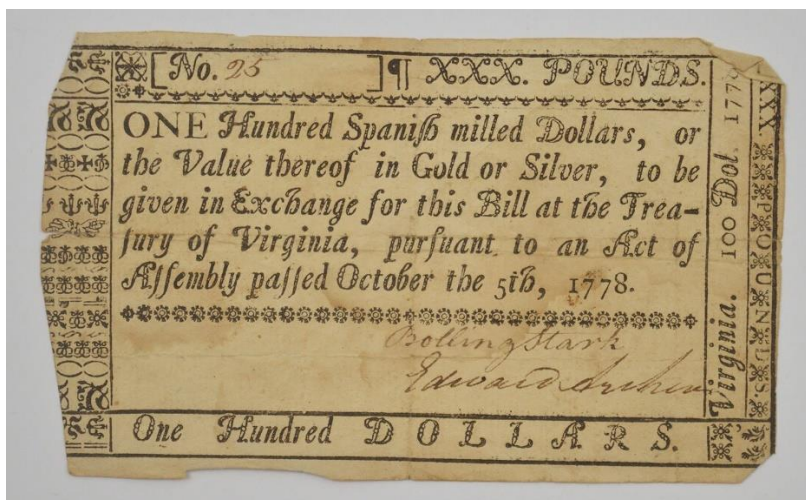 No. 25 ¶ XXX. POUNDS.
ONE Hundred Spaniſh milled Dollars, or
the Value thereof in Gold or Silver, to be
given in Exchange for this Bill at the Trea-
ſury of Virginia, purſuant to an Act of
Aſſembly paſſed October the 5th, 1778.
Bolling Stark
Edward Archer
One Hundred DOLLARS.
Virginia. 100 Dol. 1778
XXX POUNDS.